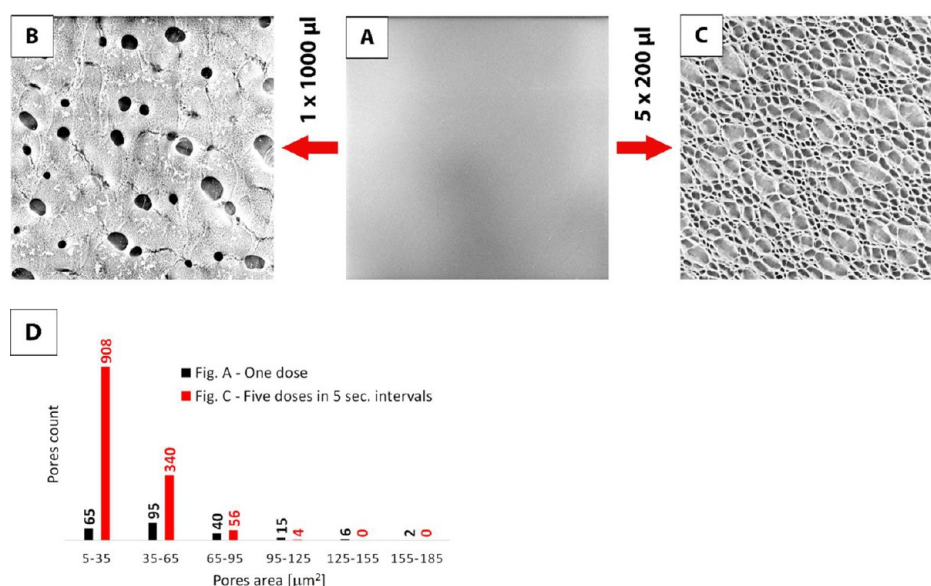 B
1 x 1000 µl
A
5 x 200 µl
C
D
Pores count
Fig. A - One dose
Fig. C - Five doses in 5 sec. intervals
65
908
95
340
40
56
15
4
6
0
2
0
5-35
35-65
65-95
95-125
125-155
155-185
Pores area [µm²]